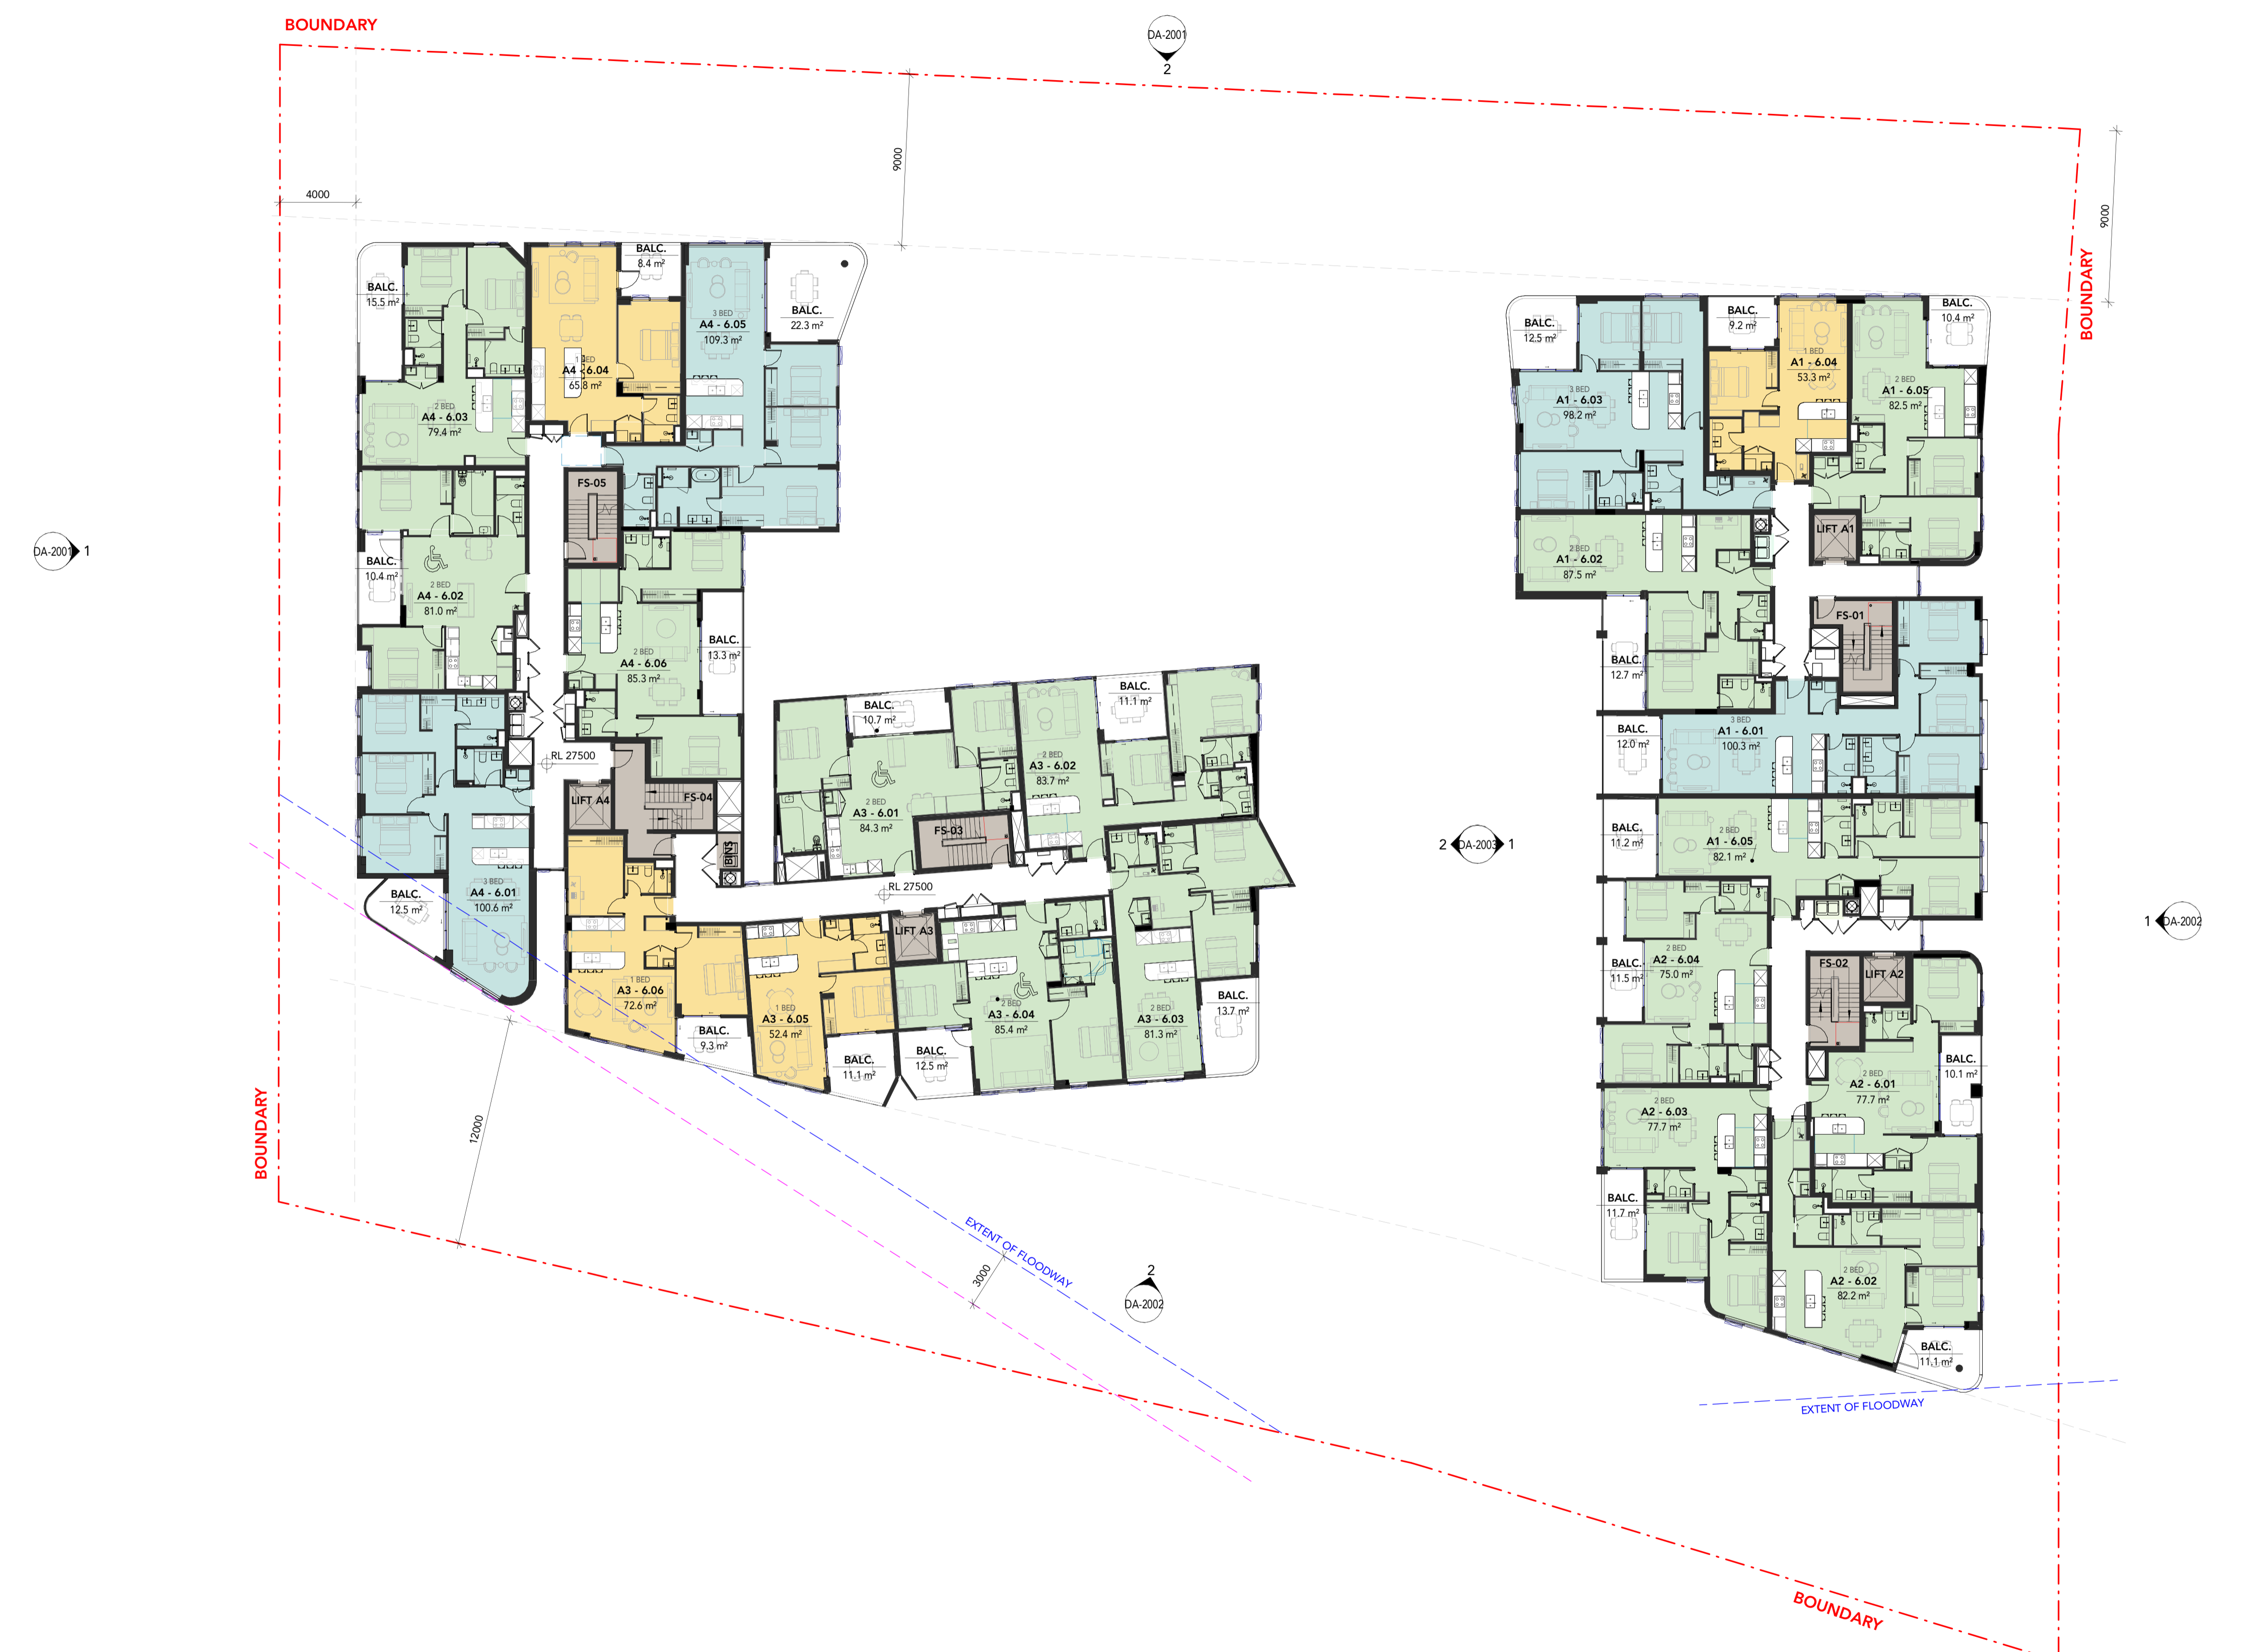 BOUNDARY
DA-2001
2
9000
4000
9000
BOUNDARY
BALC.
8.4 m²
BALC.
15.5 m²
BALC.
22.3 m²
3 BED
A4 - 6.05
109.3 m²
1 BED
A4 - 6.04
65.8 m²
2 BED
A4 - 6.03
79.4 m²
BALC.
12.5 m²
BALC.
9.2 m²
BALC.
10.4 m²
1 BED
A1 - 6.04
53.3 m²
3 BED
A1 - 6.03
98.2 m²
2 BED
A1 - 6.05
82.5 m²
FS-05
DA-2001
1
BALC.
10.4 m²
2 BED
A4 - 6.02
81.0 m²
2 BED
A1 - 6.02
87.5 m²
LIFT A1
FS-01
2 BED
A4 - 6.06
85.3 m²
BALC.
13.3 m²
BALC.
12.7 m²
BALC.
10.7 m²
BALC.
11.1 m²
RL 27500
LIFT A4
FS-04
BINS
2 BED
A3 - 6.01
84.3 m²
FS-03
2 BED
A3 - 6.02
83.7 m²
BALC.
12.0 m²
3 BED
A1 - 6.01
100.3 m²
BALC.
11.2 m²
2 BED
A1 - 6.05
82.1 m²
2
DA-2003
1
1
DA-2002
BALC.
12.5 m²
3 BED
A4 - 6.01
100.6 m²
RL 27500
LIFT A3
1 BED
A3 - 6.06
72.6 m²
BALC.
9.3 m²
1 BED
A3 - 6.05
52.4 m²
BALC.
11.1 m²
BALC.
12.5 m²
2 BED
A3 - 6.04
85.4 m²
2 BED
A3 - 6.03
81.3 m²
BALC.
13.7 m²
BALC.
11.5 m²
2 BED
A2 - 6.04
75.0 m²
FS-02
LIFT A2
BALC.
10.1 m²
2 BED
A2 - 6.01
77.7 m²
2 BED
A2 - 6.03
77.7 m²
BALC.
11.7 m²
2 BED
A2 - 6.02
82.2 m²
BALC.
11.1 m²
BOUNDARY
12000
EXTENT OF FLOODWAY
3000
2
DA-2002
EXTENT OF FLOODWAY
BOUNDARY